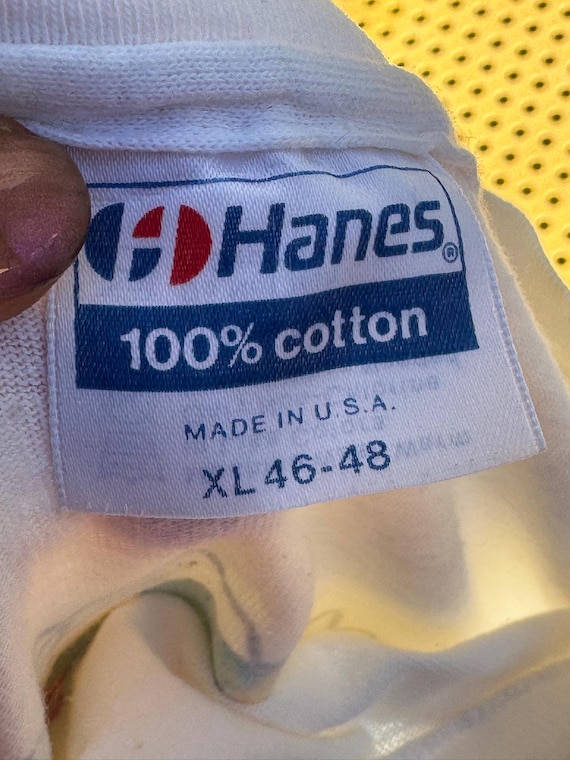 Hanes®
100% cotton
MADE IN U.S.A.
XL 46-48